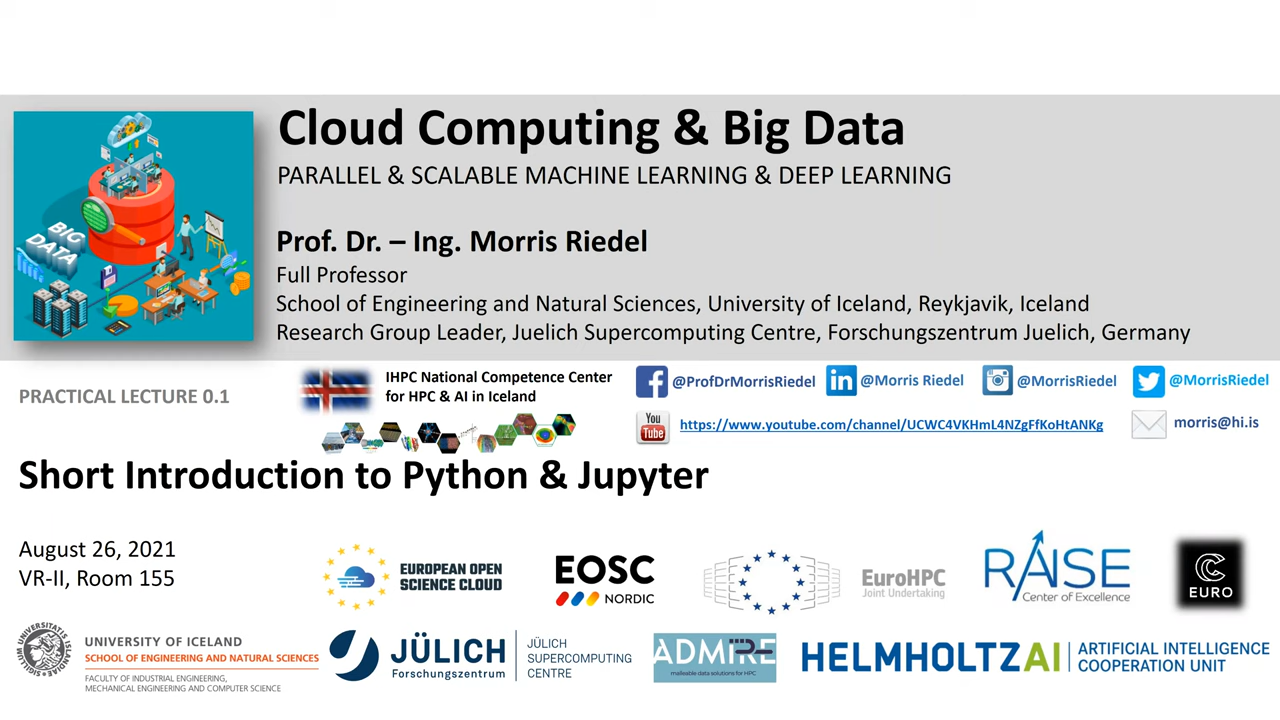 Cloud Computing & Big Data
PARALLEL & SCALABLE MACHINE LEARNING & DEEP LEARNING
BIG
DATA
Prof. Dr. – Ing. Morris Riedel
Full Professor
School of Engineering and Natural Sciences, University of Iceland, Reykjavik, Iceland
Research Group Leader, Juelich Supercomputing Centre, Forschungszentrum Juelich, Germany
PRACTICAL LECTURE 0.1
IHPC National Competence Center
for HPC & AI in Iceland
@ProfDrMorrisRiedel
@Morris Riedel
@MorrisRiedel
@MorrisRiedel
You
Tube
https://www.youtube.com/channel/UCWC4VKHmL4NZgFfKoHtANKg
morris@hi.is
Short Introduction to Python & Jupyter
August 26, 2021
VR-II, Room 155
EUROPEAN OPEN
SCIENCE CLOUD
EOSC
NORDIC
EuroHPC
Joint Undertaking
RAISE
Center of Excellence
EURO
UNIVERSITY OF ICELAND
SCHOOL OF ENGINEERING AND NATURAL SCIENCES
FACULTY OF INDUSTRIAL ENGINEERING,
MECHANICAL ENGINEERING AND COMPUTER SCIENCE
JÜLICH
Forschungszentrum
JÜLICH
SUPERCOMPUTING
CENTRE
ADMIRE
malleable data solutions for HPC
HELMHOLTZAI
ARTIFICIAL INTELLIGENCE
COOPERATION UNIT